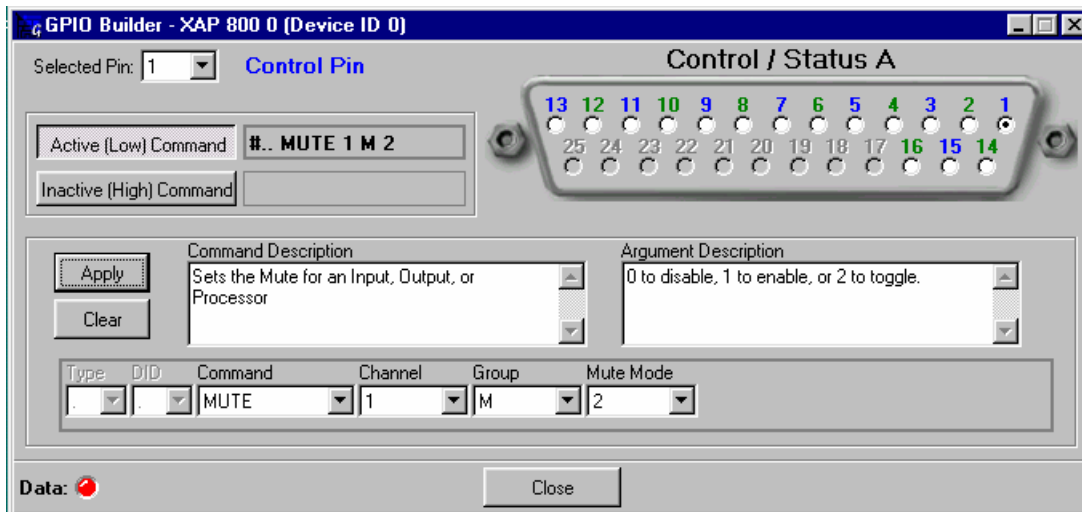 GPIO Builder - XAP 800 0 (Device ID 0)
Selected Pin: 1 Control Pin
Control / Status A
13 12 11 10 9 8 7 6 5 4 3 2 1
25 24 23 22 21 20 19 18 17 16 15 14
Active (Low) Command #.. MUTE 1 M 2
Inactive (High) Command
Apply
Clear
Command Description
Sets the Mute for an Input, Output, or
Processor
Argument Description
0 to disable, 1 to enable, or 2 to toggle.
Type DID Command Channel Group Mute Mode
. . MUTE 1 M 2
Data: Close